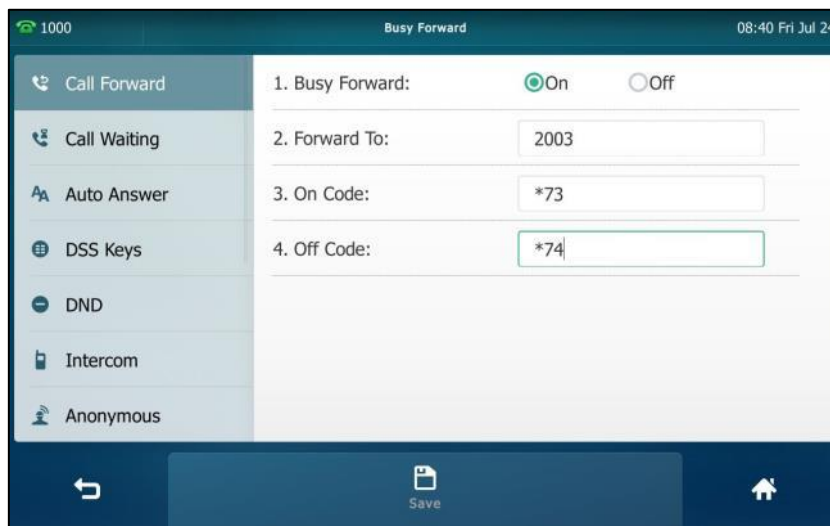 1000 Busy Forward 08:40 Fri Jul 24
Call Forward
Call Waiting
Auto Answer
DSS Keys
DND
Intercom
Anonymous
1. Busy Forward: On Off
2. Forward To: 2003
3. On Code: *73
4. Off Code: *74
Save